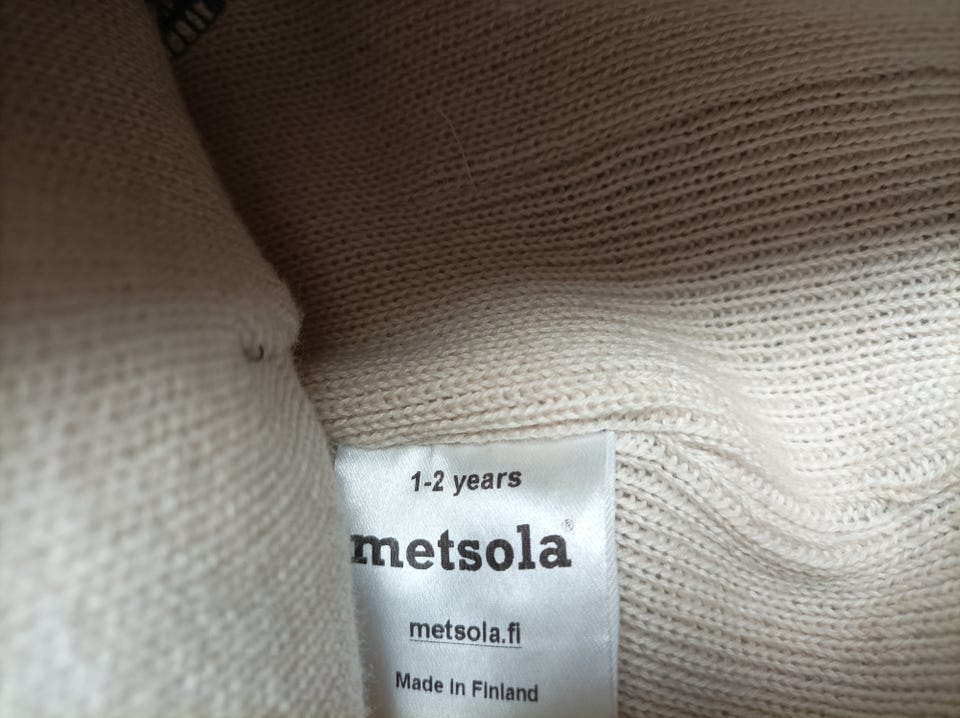 1-2 years
metsola®
metsola.fi
Made in Finland